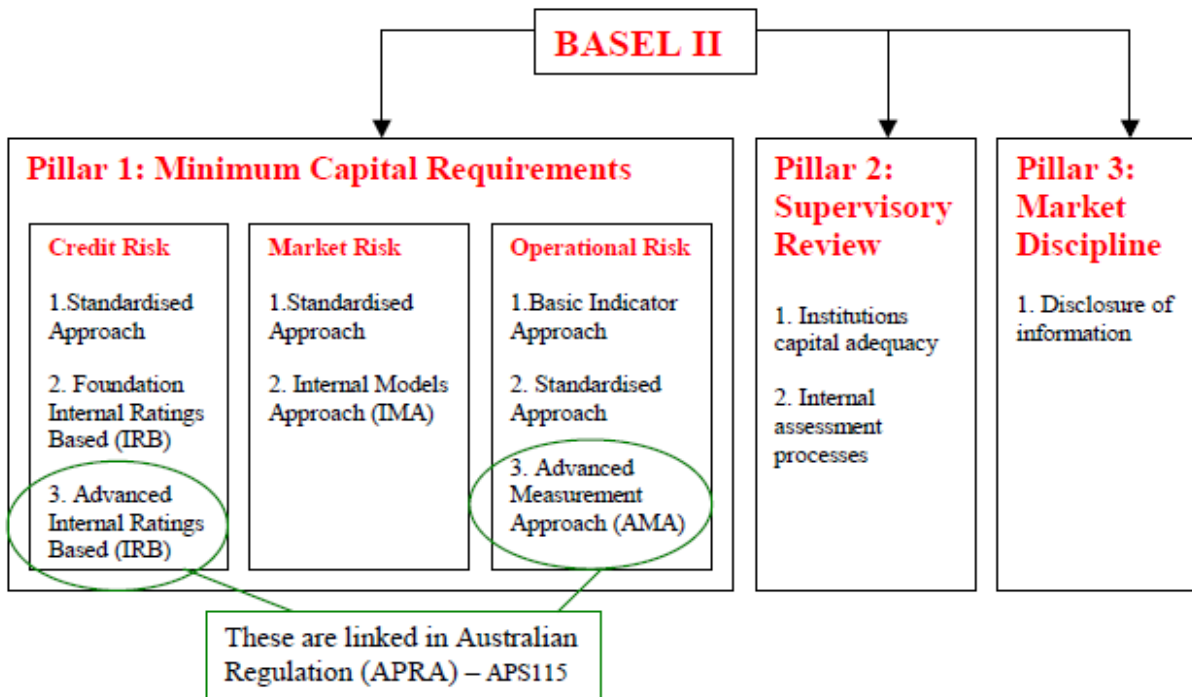 BASEL II
Pillar 1: Minimum Capital Requirements
Credit Risk
1.Standardised
Approach
2. Foundation
Internal Ratings
Based (IRB)
3. Advanced
Internal Ratings
Based (IRB)
Market Risk
1.Standardised
Approach
2. Internal Models
Approach (IMA)
Operational Risk
1.Basic Indicator
Approach
2. Standardised
Approach
3. Advanced
Measurement
Approach (AMA)
Pillar 2:
Supervisory
Review
1. Institutions
capital adequacy
2. Internal
assessment
processes
Pillar 3:
Market
Discipline
1. Disclosure of
information
These are linked in Australian
Regulation (APRA) – APS115